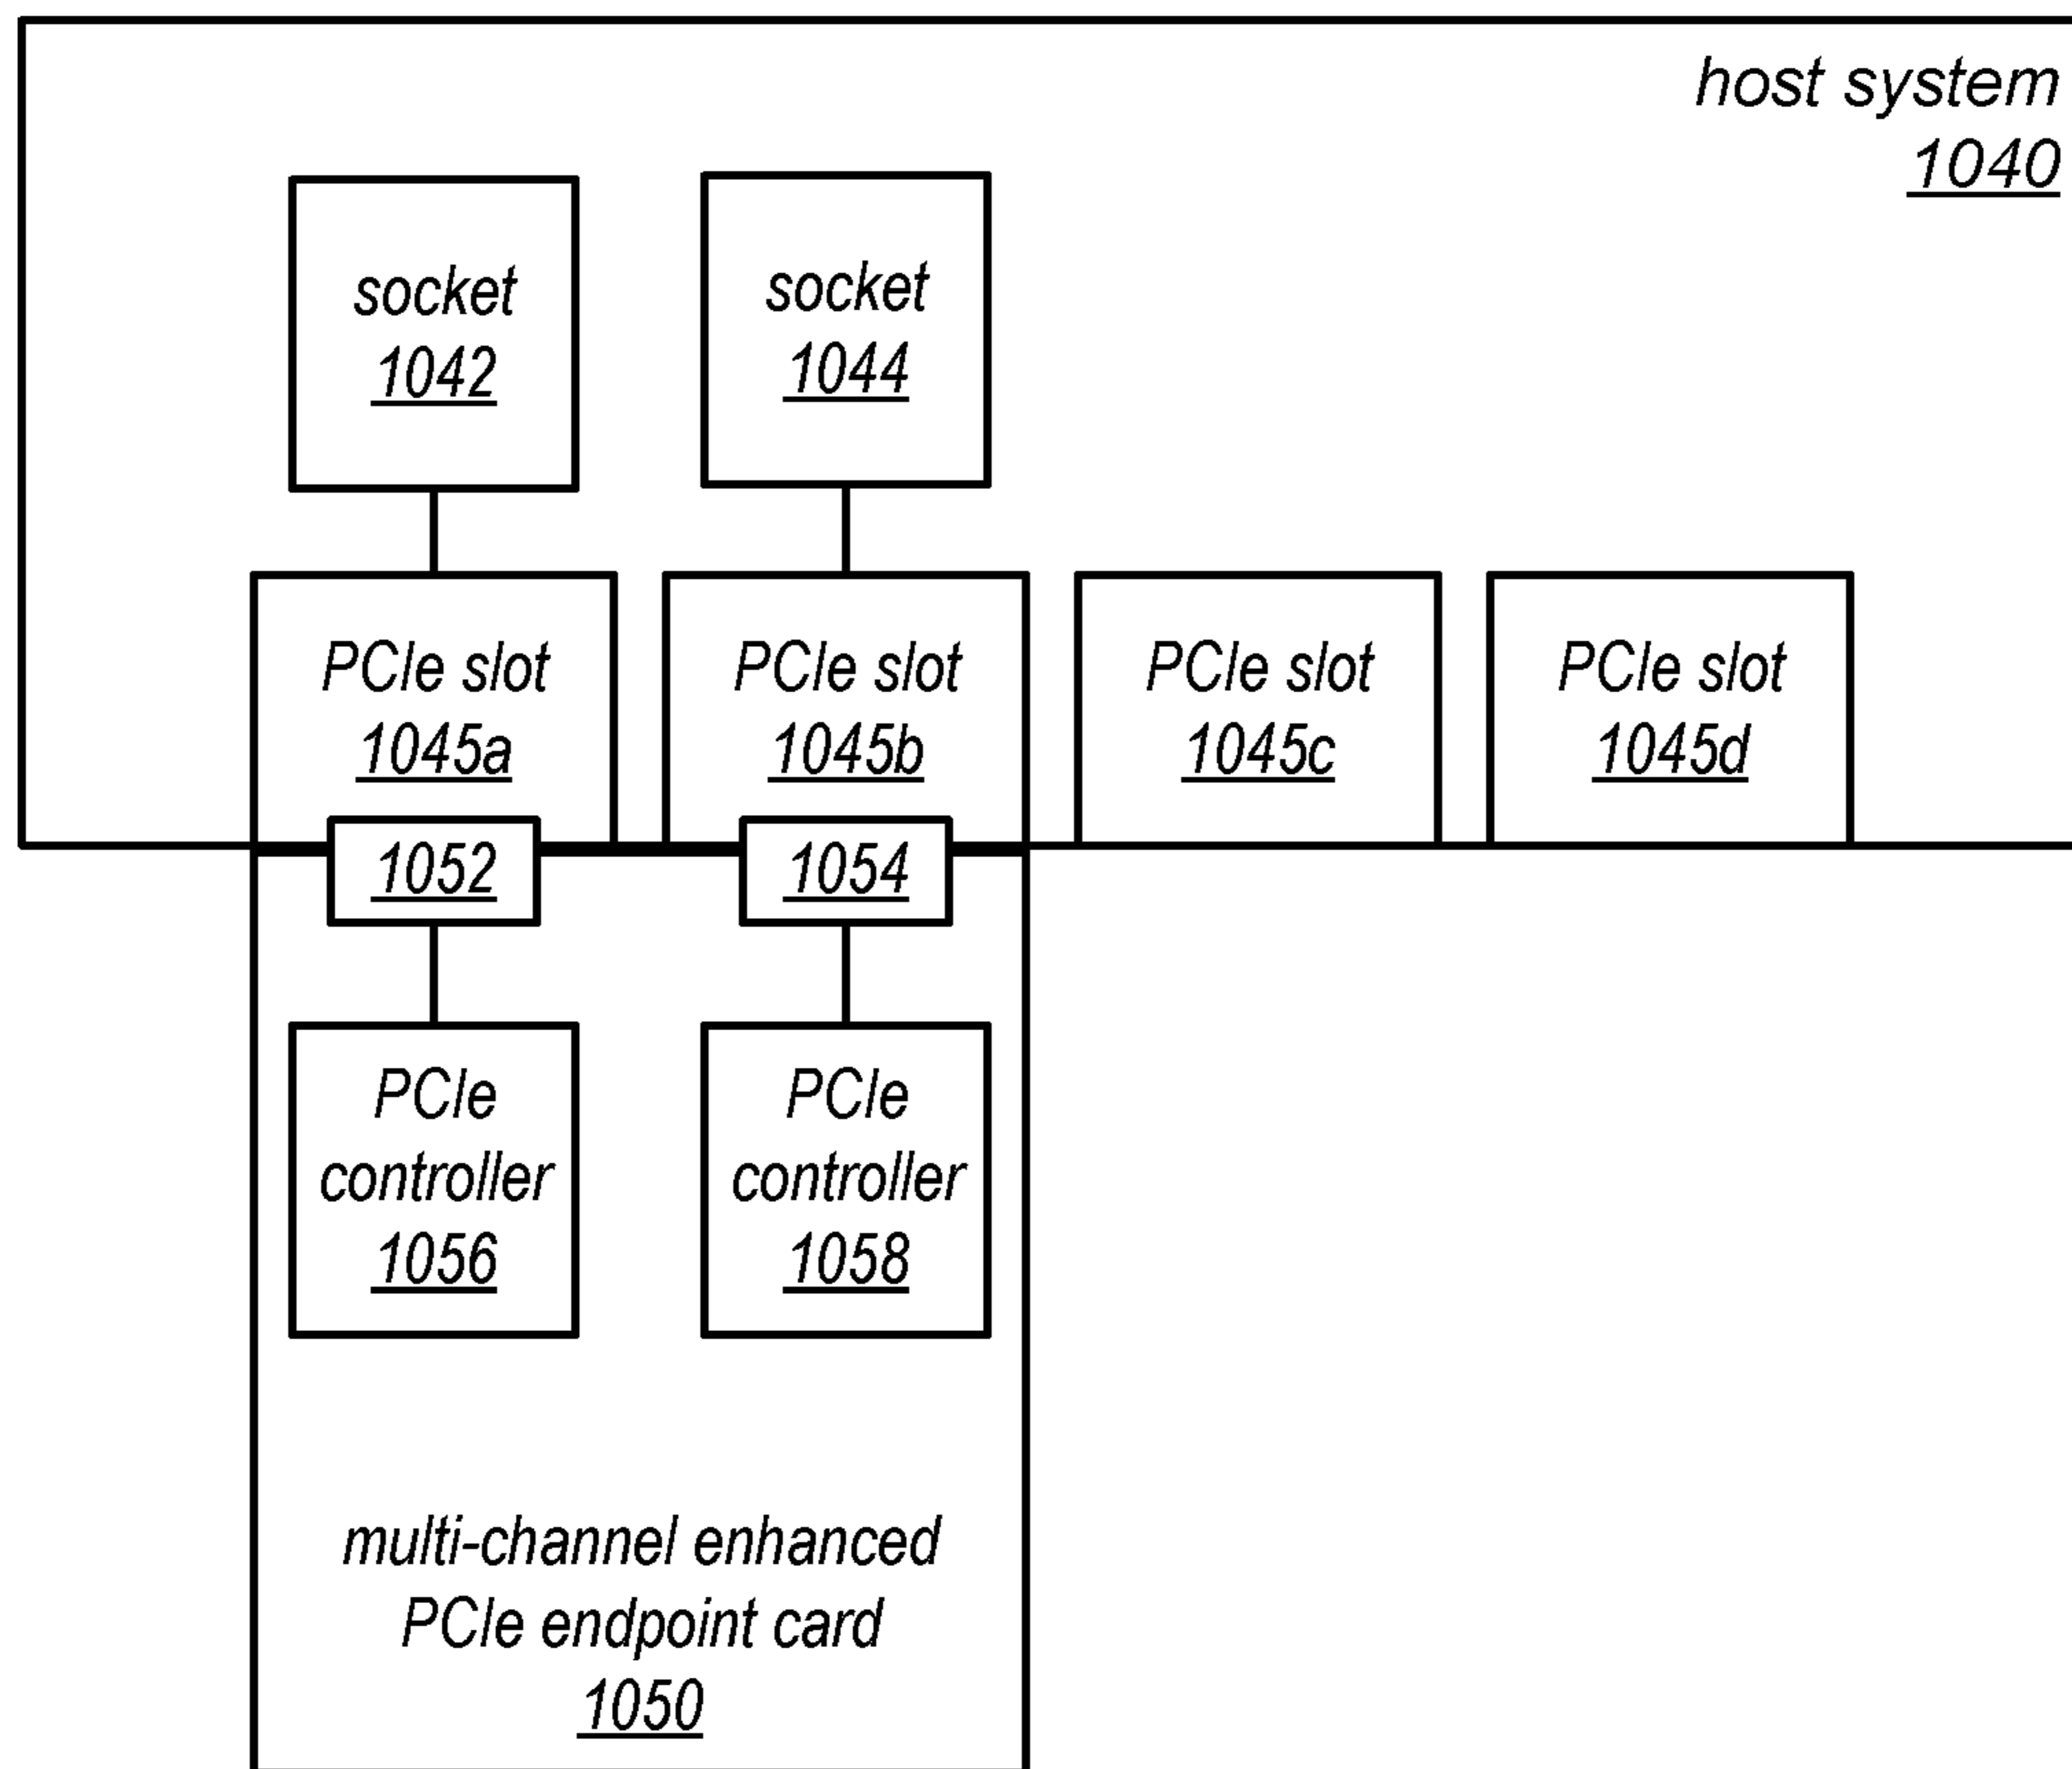 host system
1040
socket
1042
socket
1044
PCIe slot
1045a
PCIe slot
1045b
PCIe slot
1045c
PCIe slot
1045d
1052
1054
PCIe
controller
1056
PCIe
controller
1058
multi-channel enhanced
PCIe endpoint card
1050